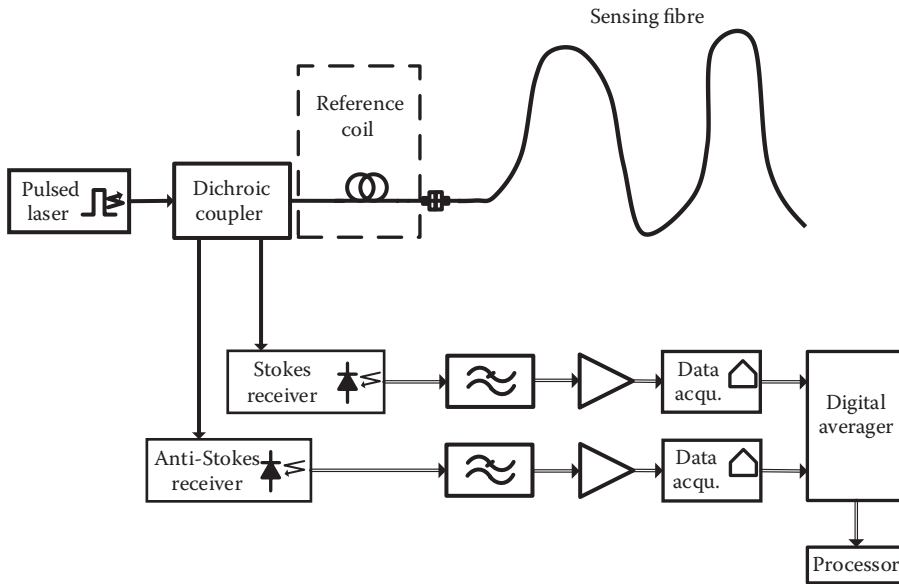 Sensing fibre
Reference
coil
Pulsed
laser
Dichroic
coupler
Stokes
receiver
Data
acqu.
Digital
averager
Anti-Stokes
receiver
Data
acqu.
Processor